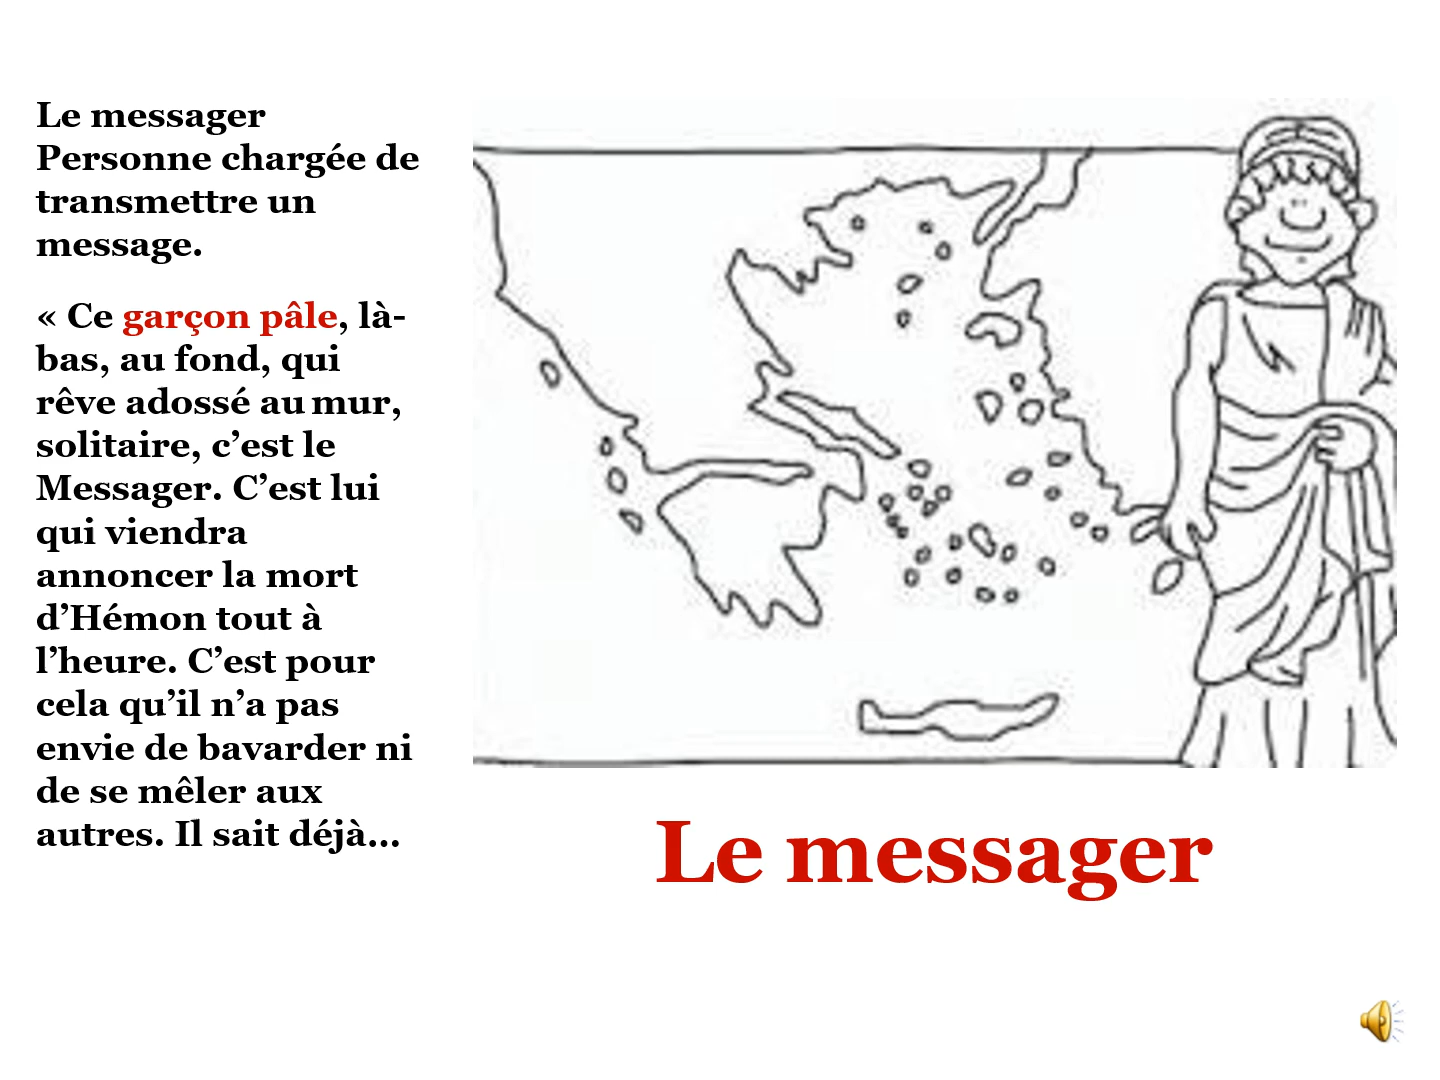 Le messager
Personne chargée de
transmettre un
message.
« Ce garçon pâle, là-
bas, au fond, qui
rêve adossé au mur,
solitaire, c’est le
Messager. C’est lui
qui viendra
annoncer la mort
d’Hémon tout à
l’heure. C’est pour
cela qu’il n’a pas
envie de bavarder ni
de se mêler aux
autres. Il sait déjà…
Le messager